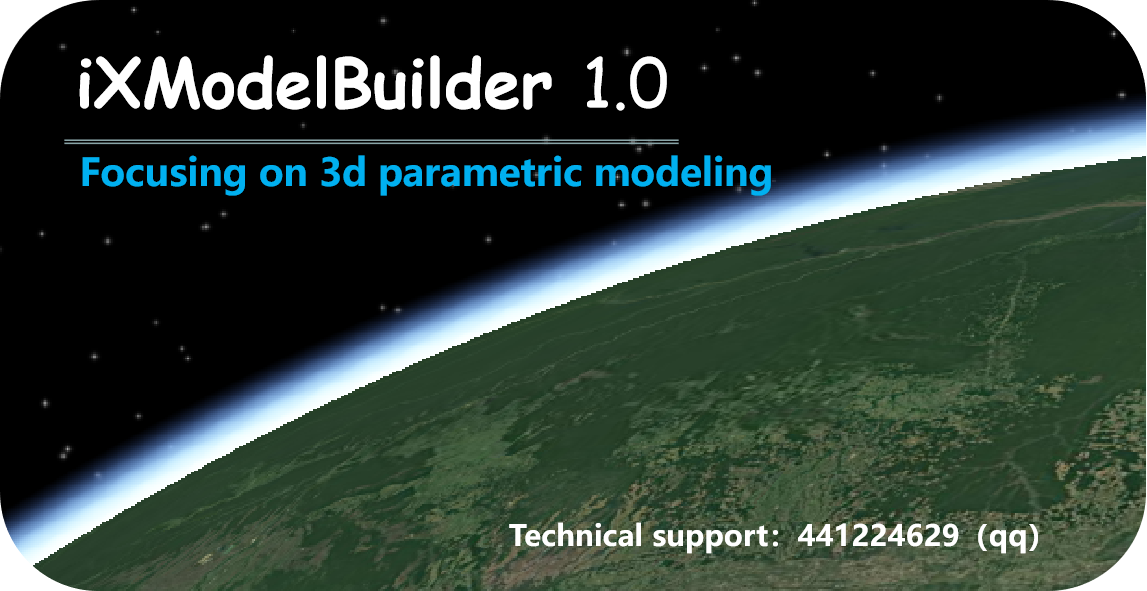 iXModelBuilder 1.0
Focusing on 3d parametric modeling
Technical support：441224629（qq）